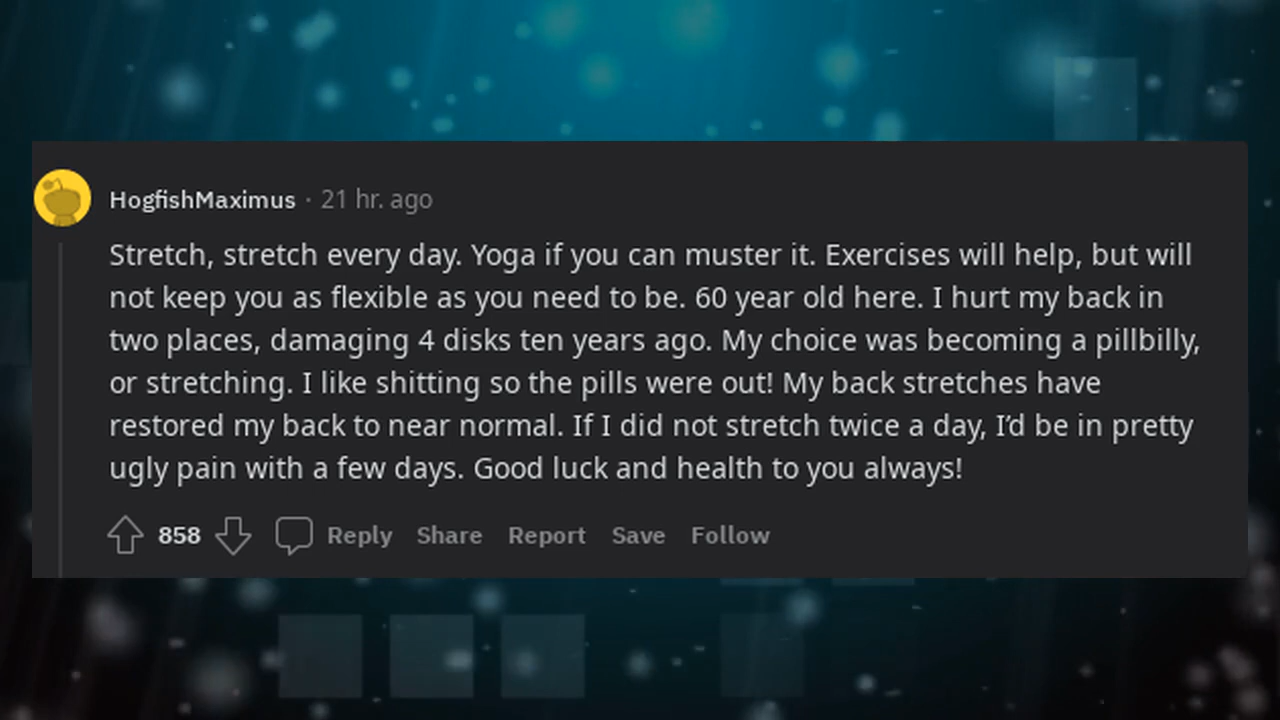 HogfishMaximus · 21 hr. ago
Stretch, stretch every day. Yoga if you can muster it. Exercises will help, but will
not keep you as flexible as you need to be. 60 year old here. I hurt my back in
two places, damaging 4 disks ten years ago. My choice was becoming a pillbilly,
or stretching. I like shitting so the pills were out! My back stretches have
restored my back to near normal. If I did not stretch twice a day, I’d be in pretty
ugly pain with a few days. Good luck and health to you always!
858 Reply Share Report Save Follow